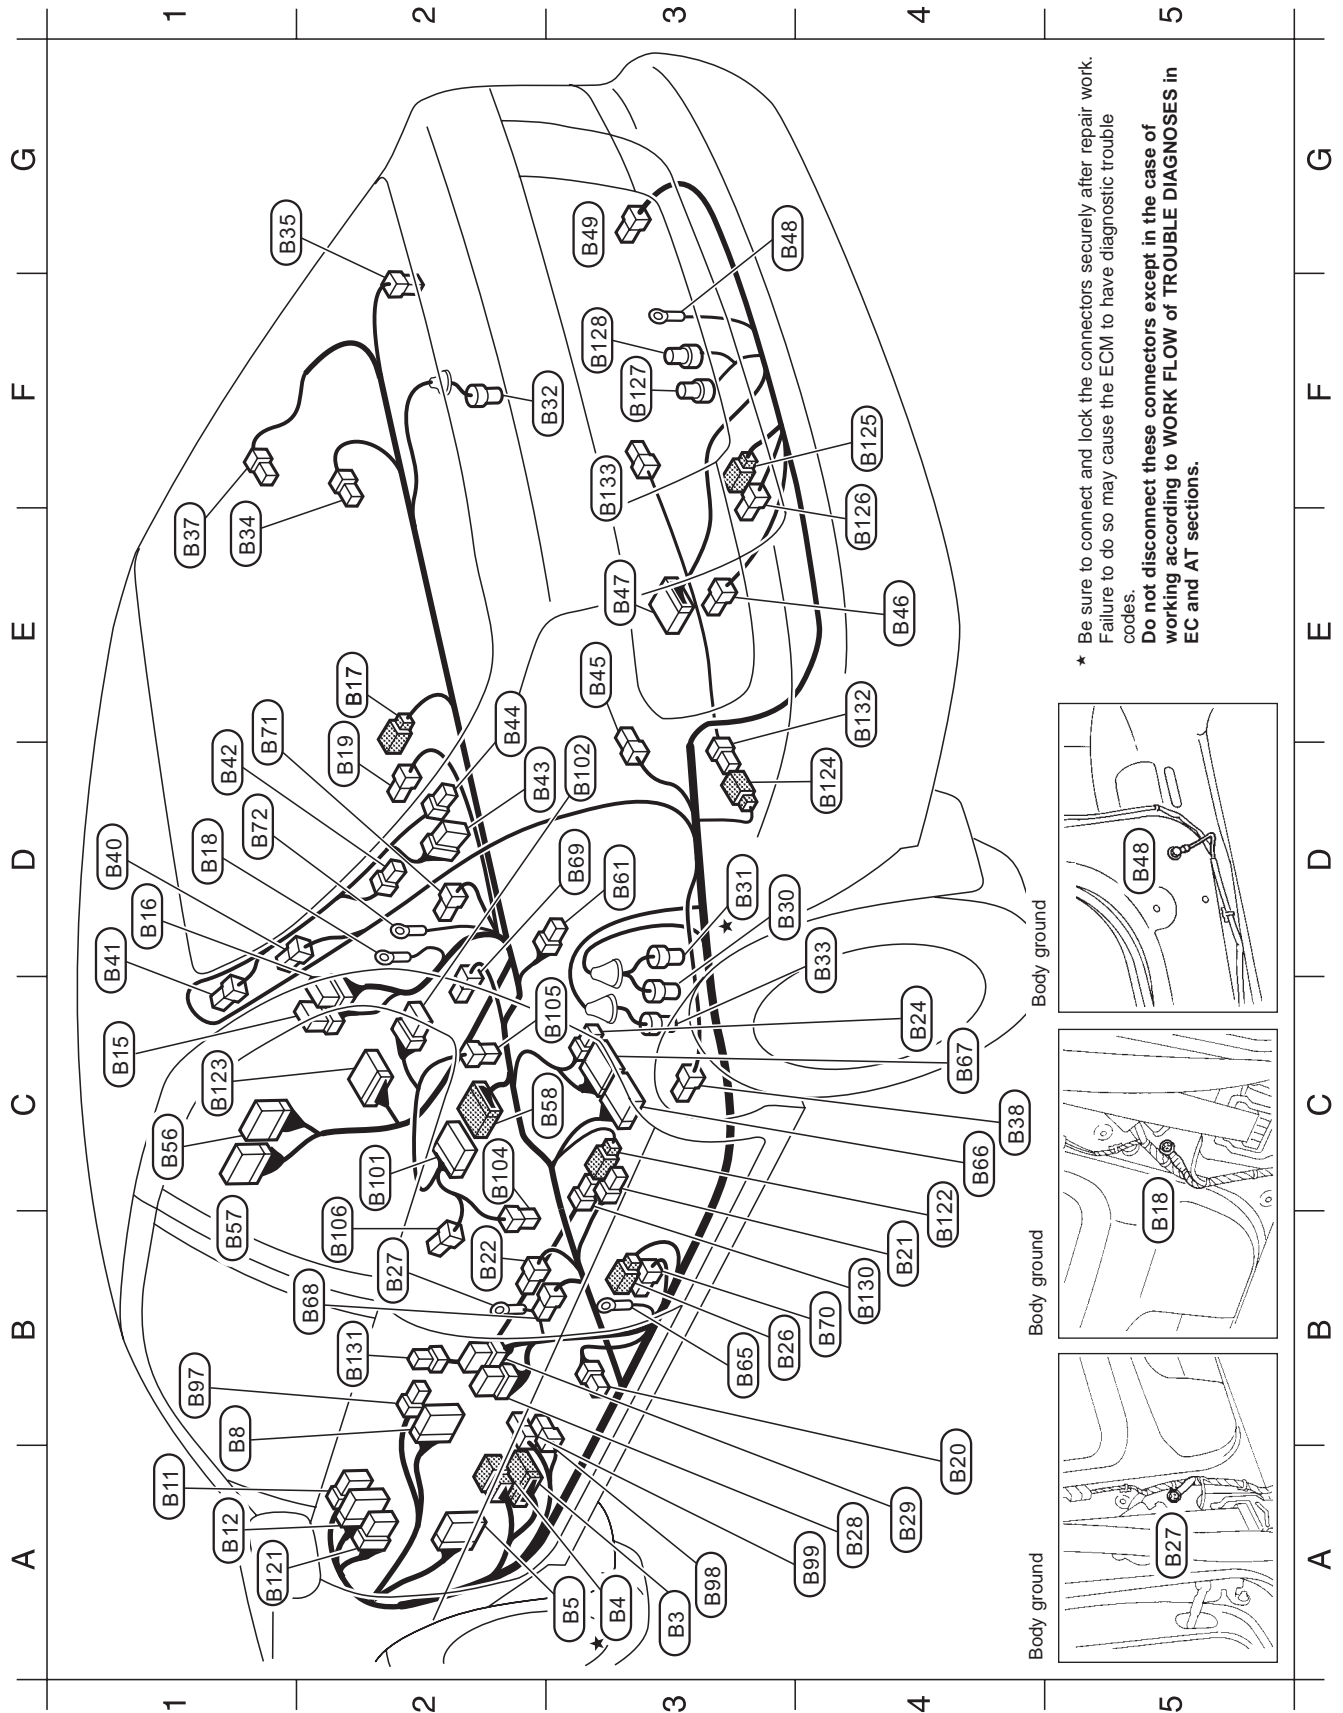 A B C D E F G
1
2
3
4
5
B35
B37
B34
B32
B49
B48
B128
B127
B133
B125
B126
B47
B46
B45
B132
B124
B17
B19
B71
B42
B72
B18
B40
B16
B41
B15
B123
B44
B43
B102
B69
B61
B31
★
B30
B33
B105
B24
B67
B38
B66
B58
B56
B57
B101
B104
B106
B27
B22
B68
B131
B97
B8
B11
B12
B121
B122
B21
B130
B70
B26
B65
B20
B29
B28
B99
B98
B3
B4
★
B5
★ Be sure to connect and lock the connectors securely after repair work.
Failure to do so may cause the ECM to have diagnostic trouble
codes.
Do not disconnect these connectors except in the case of
working according to WORK FLOW of TROUBLE DIAGNOSES in
EC and AT sections.
Body ground
B27
Body ground
B18
Body ground
B48
1
2
3
4
5
A B C D E F G